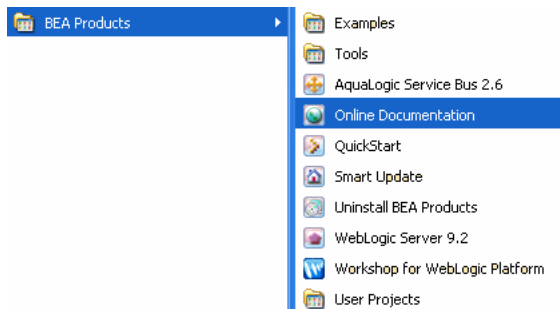 BEA Products
Examples
Tools
AquaLogic Service Bus 2.6
Online Documentation
QuickStart
Smart Update
Uninstall BEA Products
WebLogic Server 9.2
Workshop for WebLogic Platform
User Projects